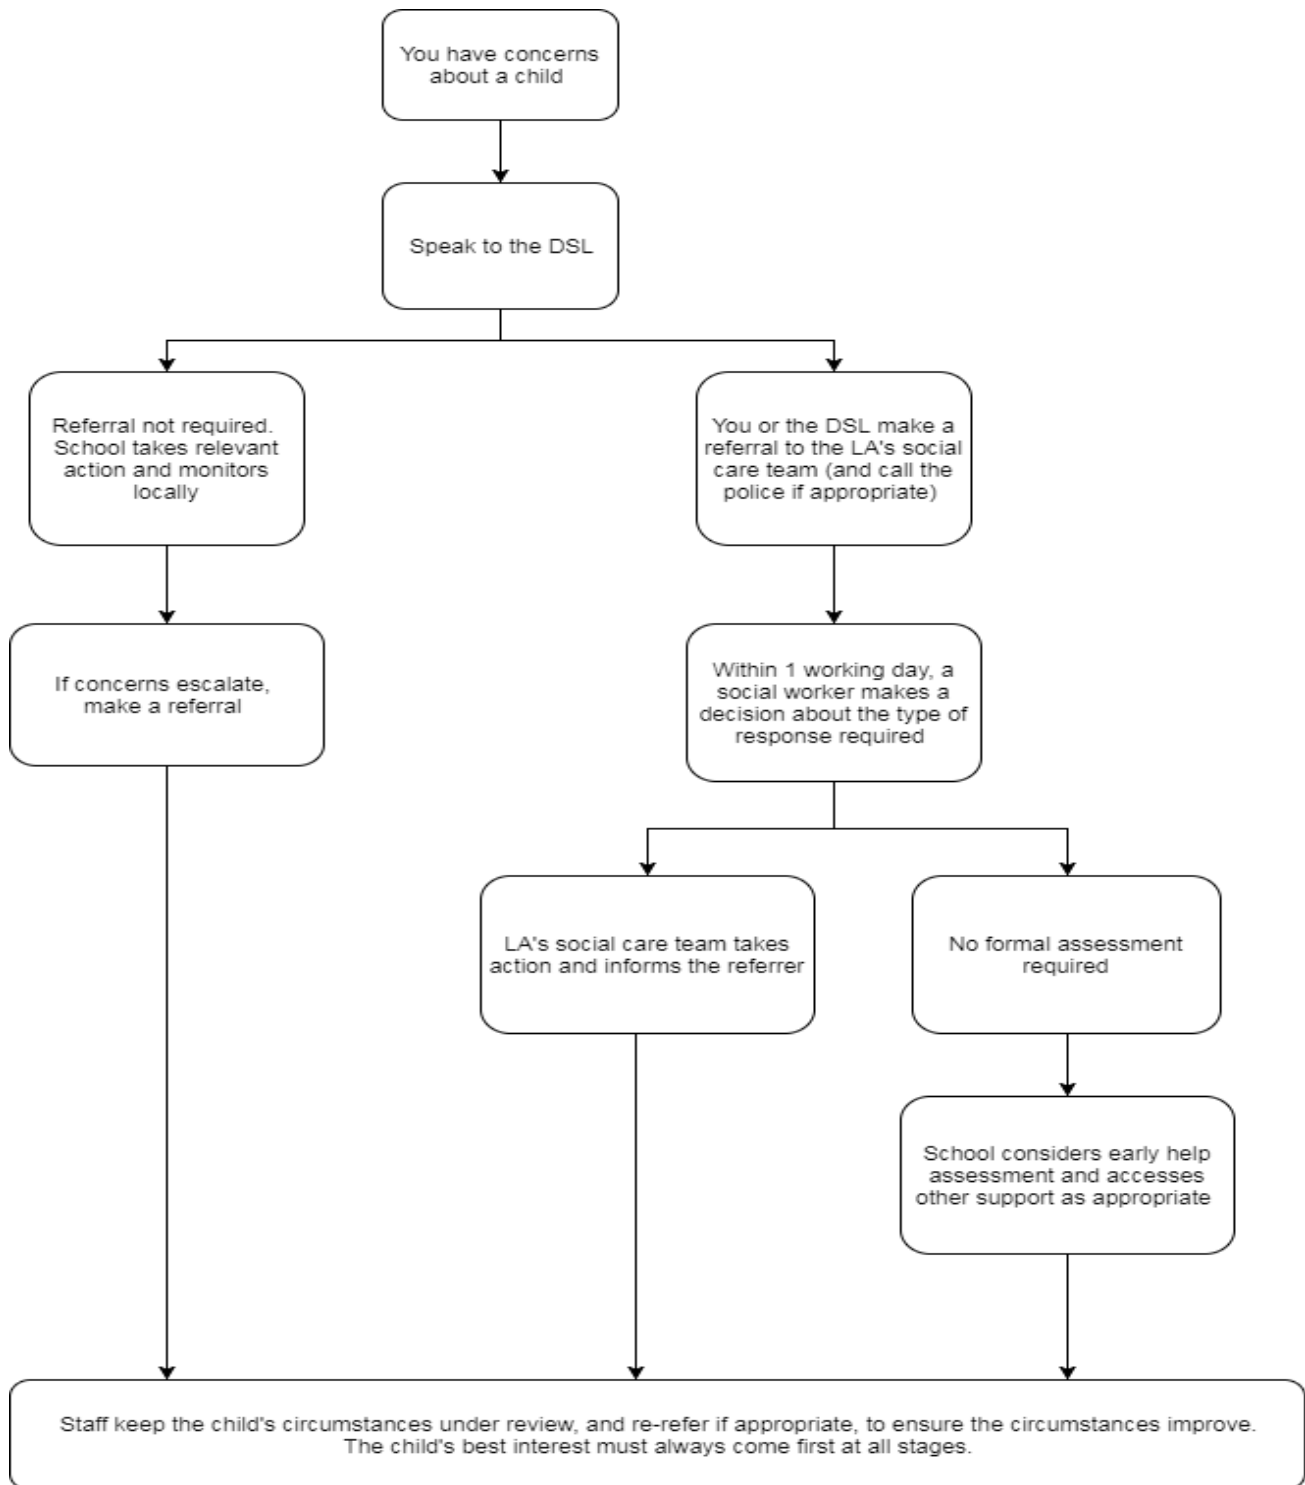 You have concerns
about a child
Speak to the DSL
Referral not required.
School takes relevant
action and monitors
locally
You or the DSL make a
referral to the LA's social
care team (and call the
police if appropriate)
If concerns escalate,
make a referral
Within 1 working day, a
social worker makes a
decision about the type of
response required
LA's social care team takes
action and informs the referrer
No formal assessment
required
School considers early help
assessment and accesses
other support as appropriate
Staff keep the child's circumstances under review, and re-refer if appropriate, to ensure the circumstances improve.
The child's best interest must always come first at all stages.